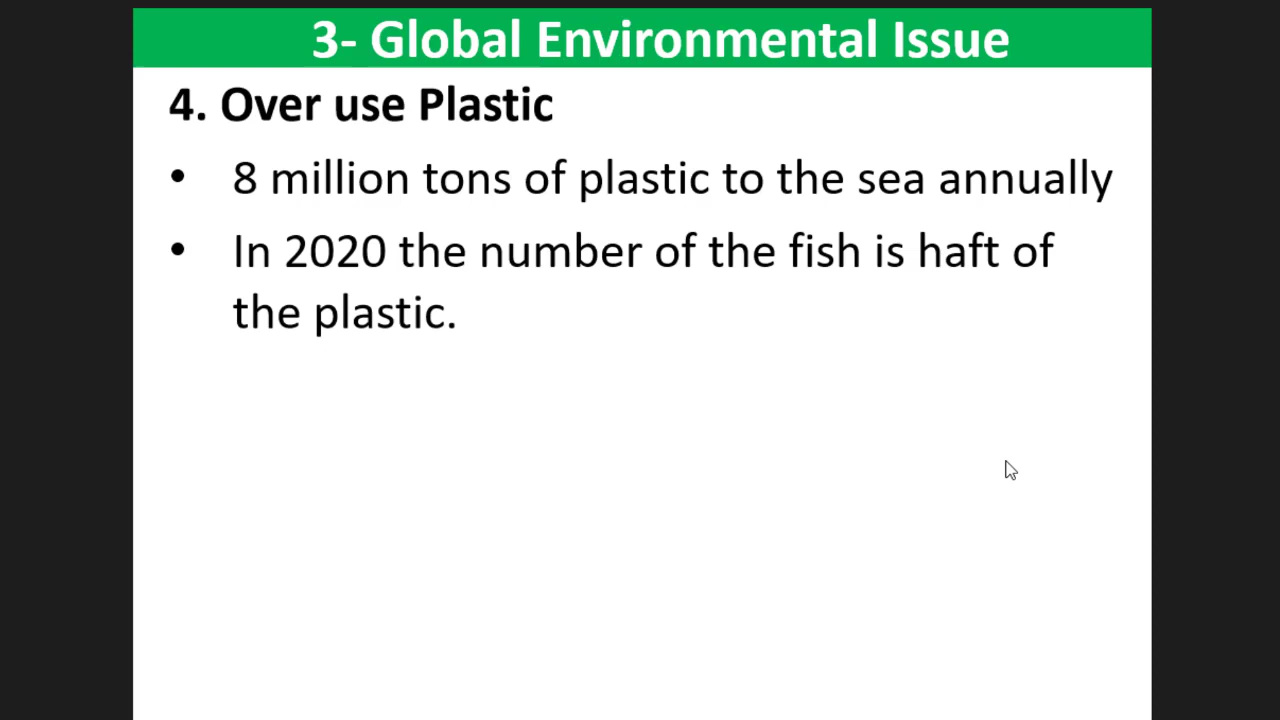 3- Global Environmental Issue
4. Over use Plastic
• 8 million tons of plastic to the sea annually
• In 2020 the number of the fish is haft of
the plastic.